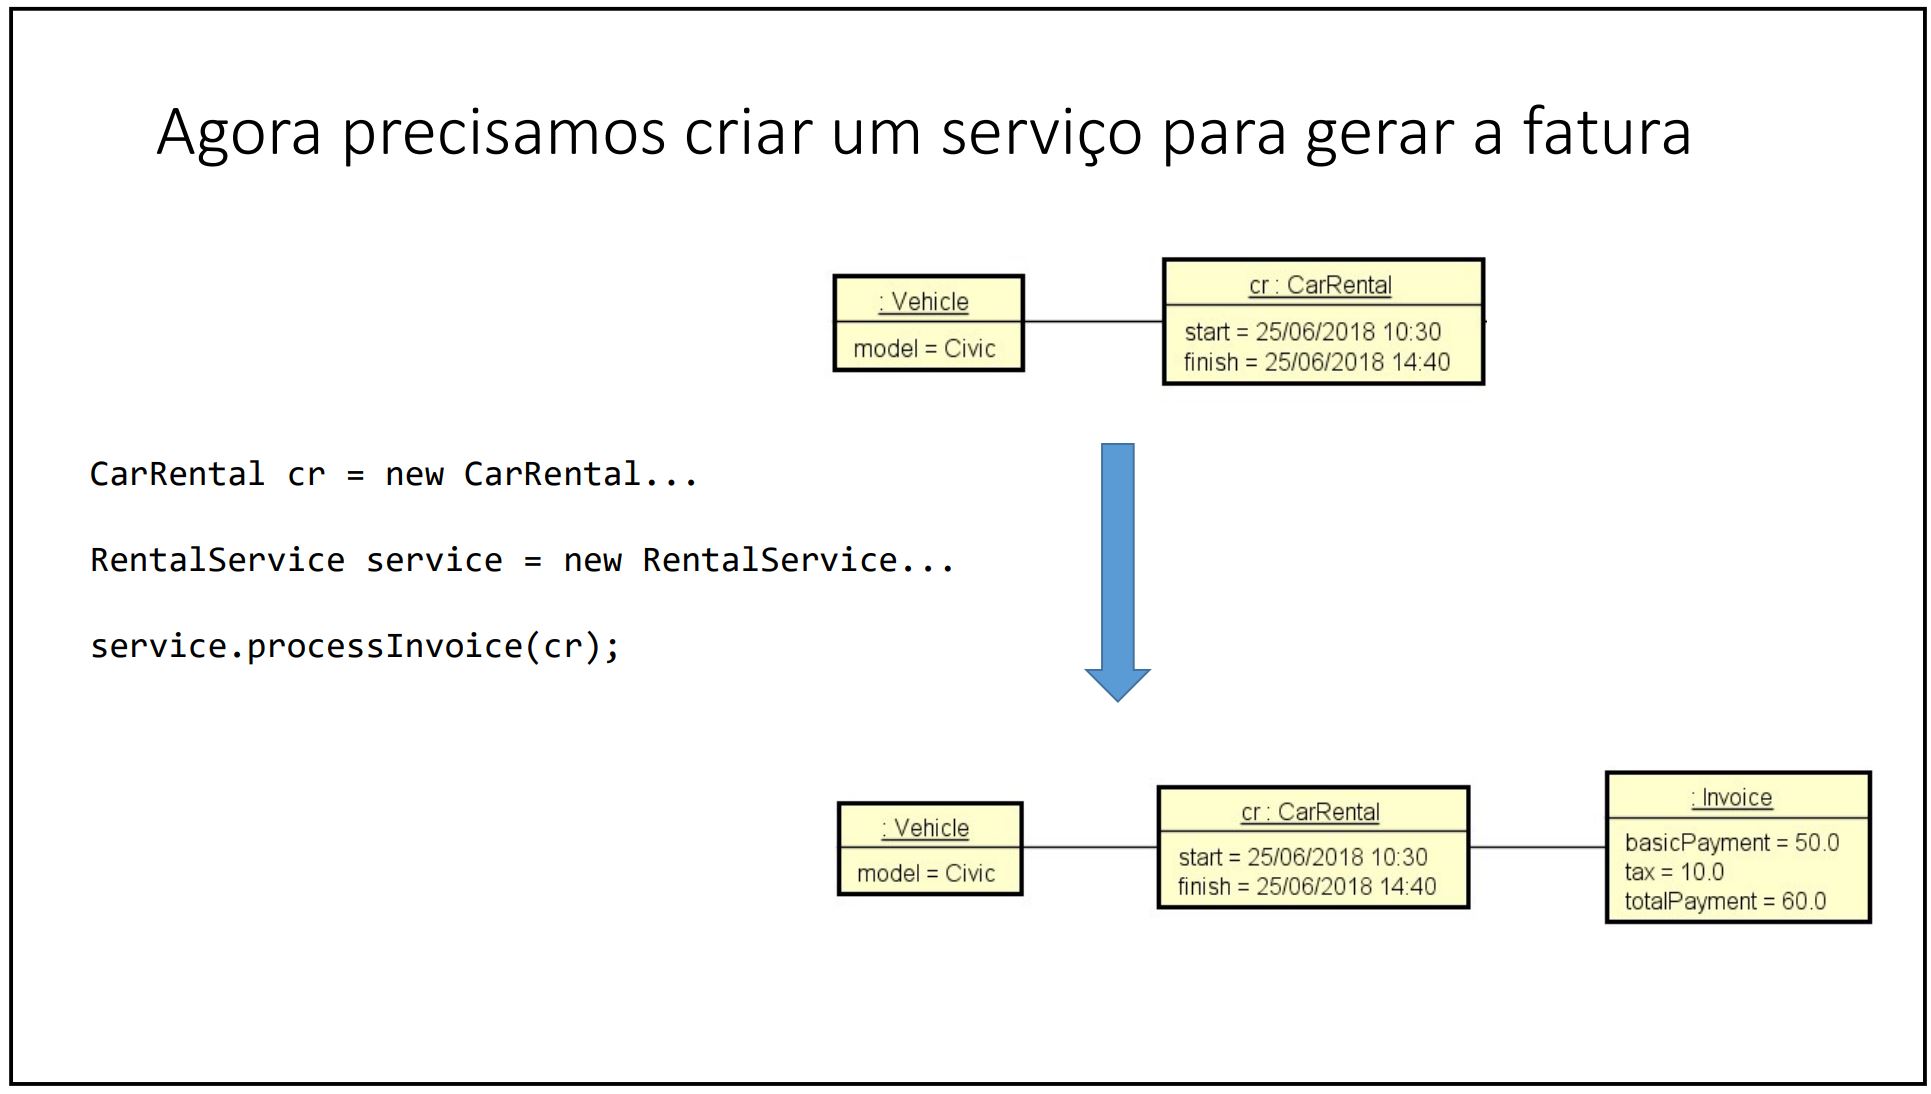 Agora precisamos criar um serviço para gerar a fatura
: Vehicle
model = Civic
cr : CarRental
start = 25/06/2018 10:30
finish = 25/06/2018 14:40
CarRental cr = new CarRental...
RentalService service = new RentalService...
service.processInvoice(cr);
: Vehicle
model = Civic
cr : CarRental
start = 25/06/2018 10:30
finish = 25/06/2018 14:40
: Invoice
basicPayment = 50.0
tax = 10.0
totalPayment = 60.0